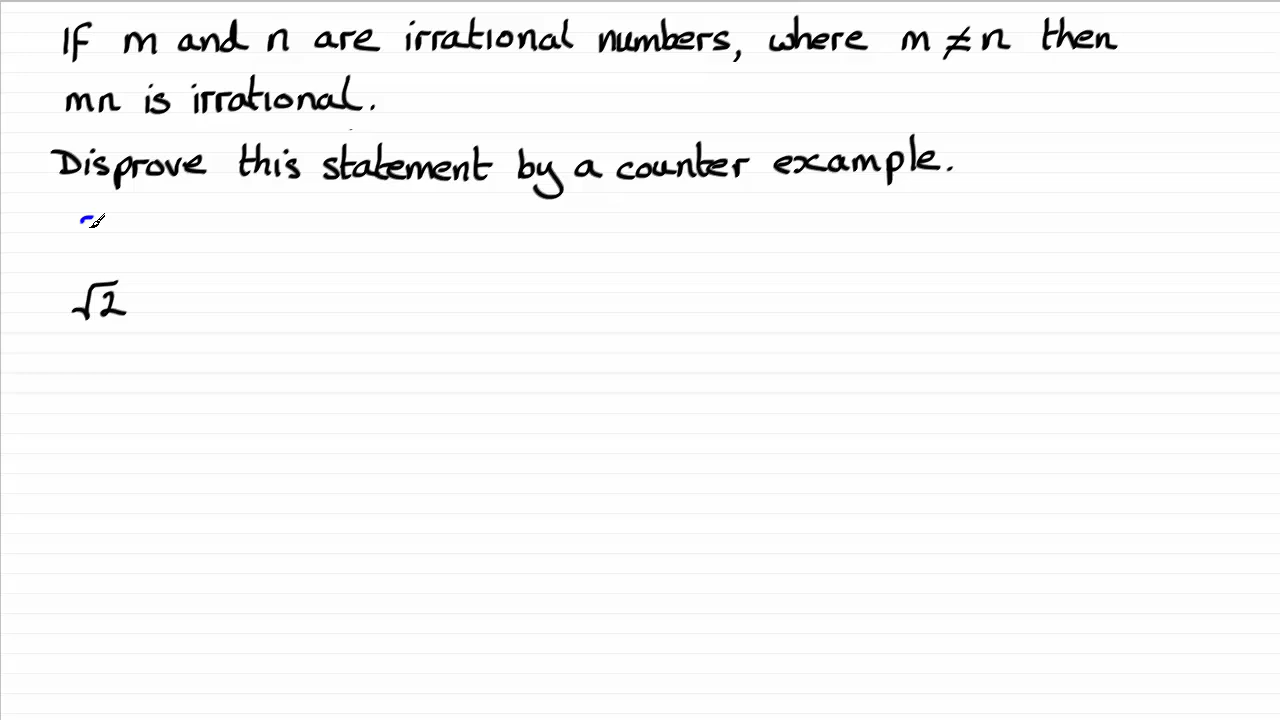 If m and n are irrational numbers, where m ≠ n then
mn is irrational.
Disprove this statement by a counter example.
√2